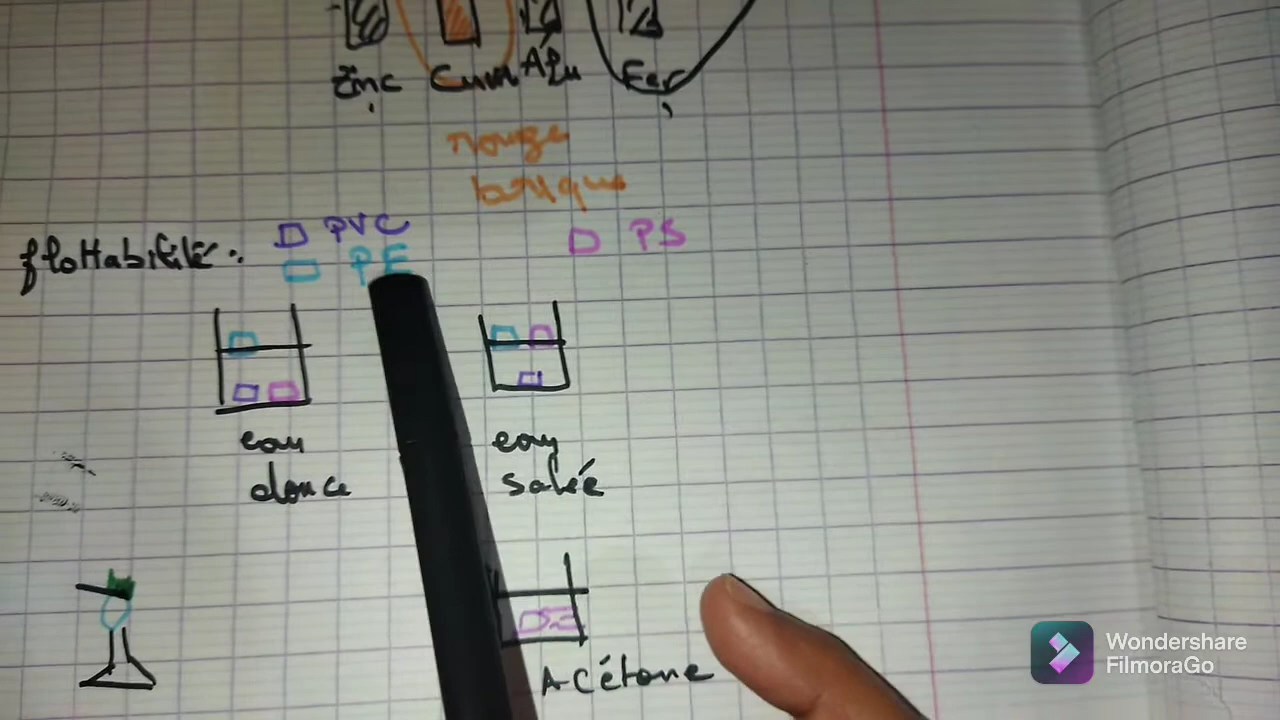 Zinc Cuivre Alu Fer
rouge
brique
flottabilité : PVC PS
PE
eau eau
douce salée
Acétone
Wondershare
FilmoraGo